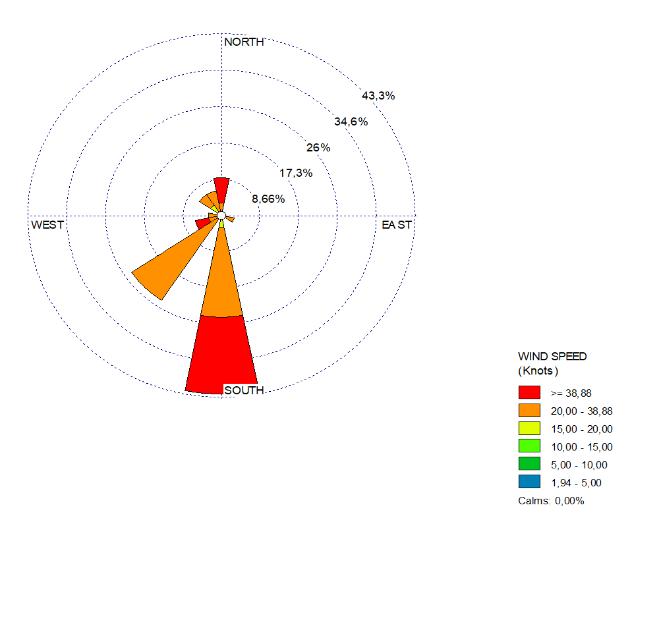 NORTH
43,3%
34,6%
26%
17,3%
8,66%
WEST
EAST
SOUTH
WIND SPEED
(Knots)
>= 38,88
20,00 - 38,88
15,00 - 20,00
10,00 - 15,00
5,00 - 10,00
1,94 - 5,00
Calms: 0,00%